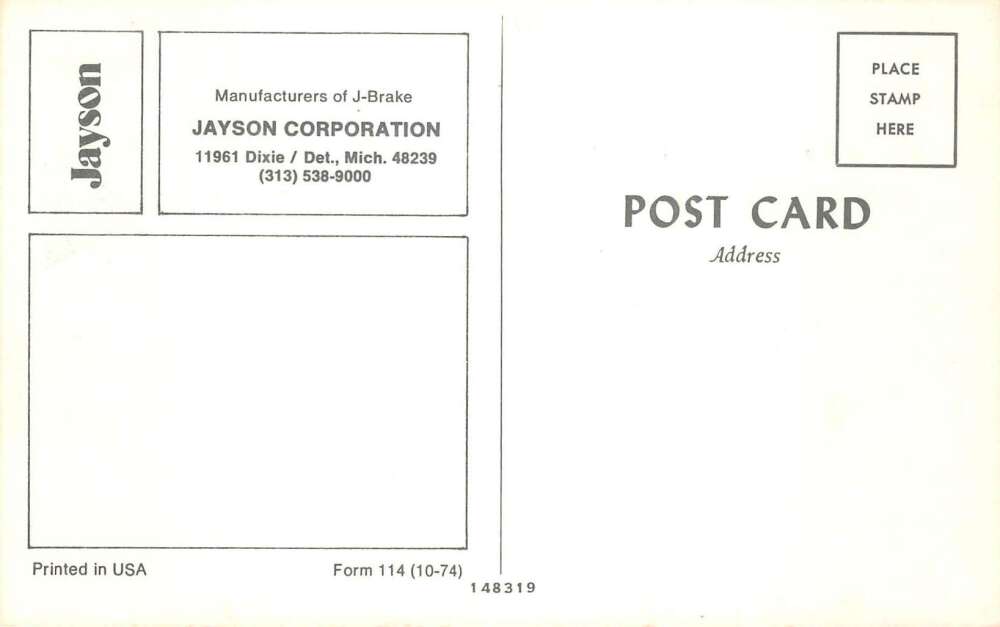 Jayson
Manufacturers of J-Brake
JAYSON CORPORATION
11961 Dixie / Det., Mich. 48239
(313) 538-9000
Printed in USA
Form 114 (10-74)
148319
PLACE
STAMP
HERE
POST CARD
Address